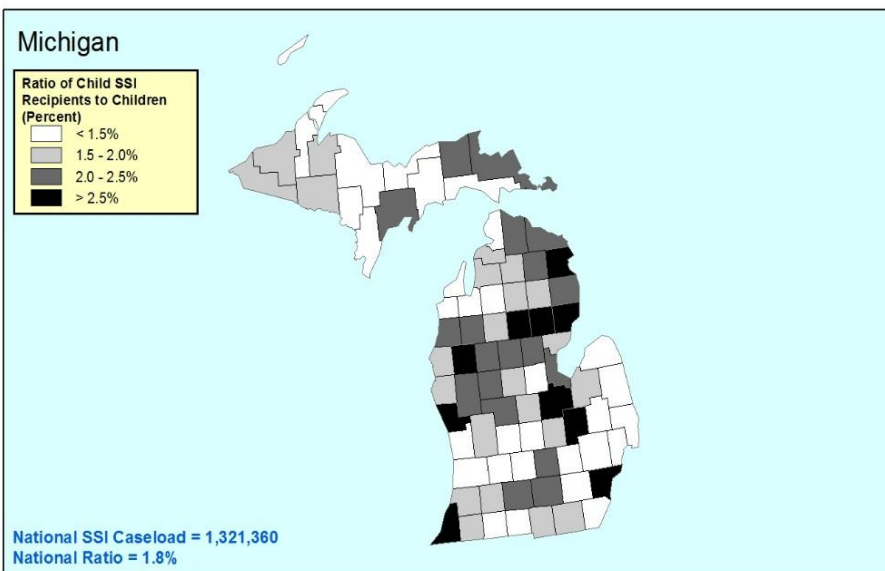 Michigan
Ratio of Child SSI
Recipients to Children
(Percent)
< 1.5%
1.5 - 2.0%
2.0 - 2.5%
> 2.5%
National SSI Caseload = 1,321,360
National Ratio = 1.8%